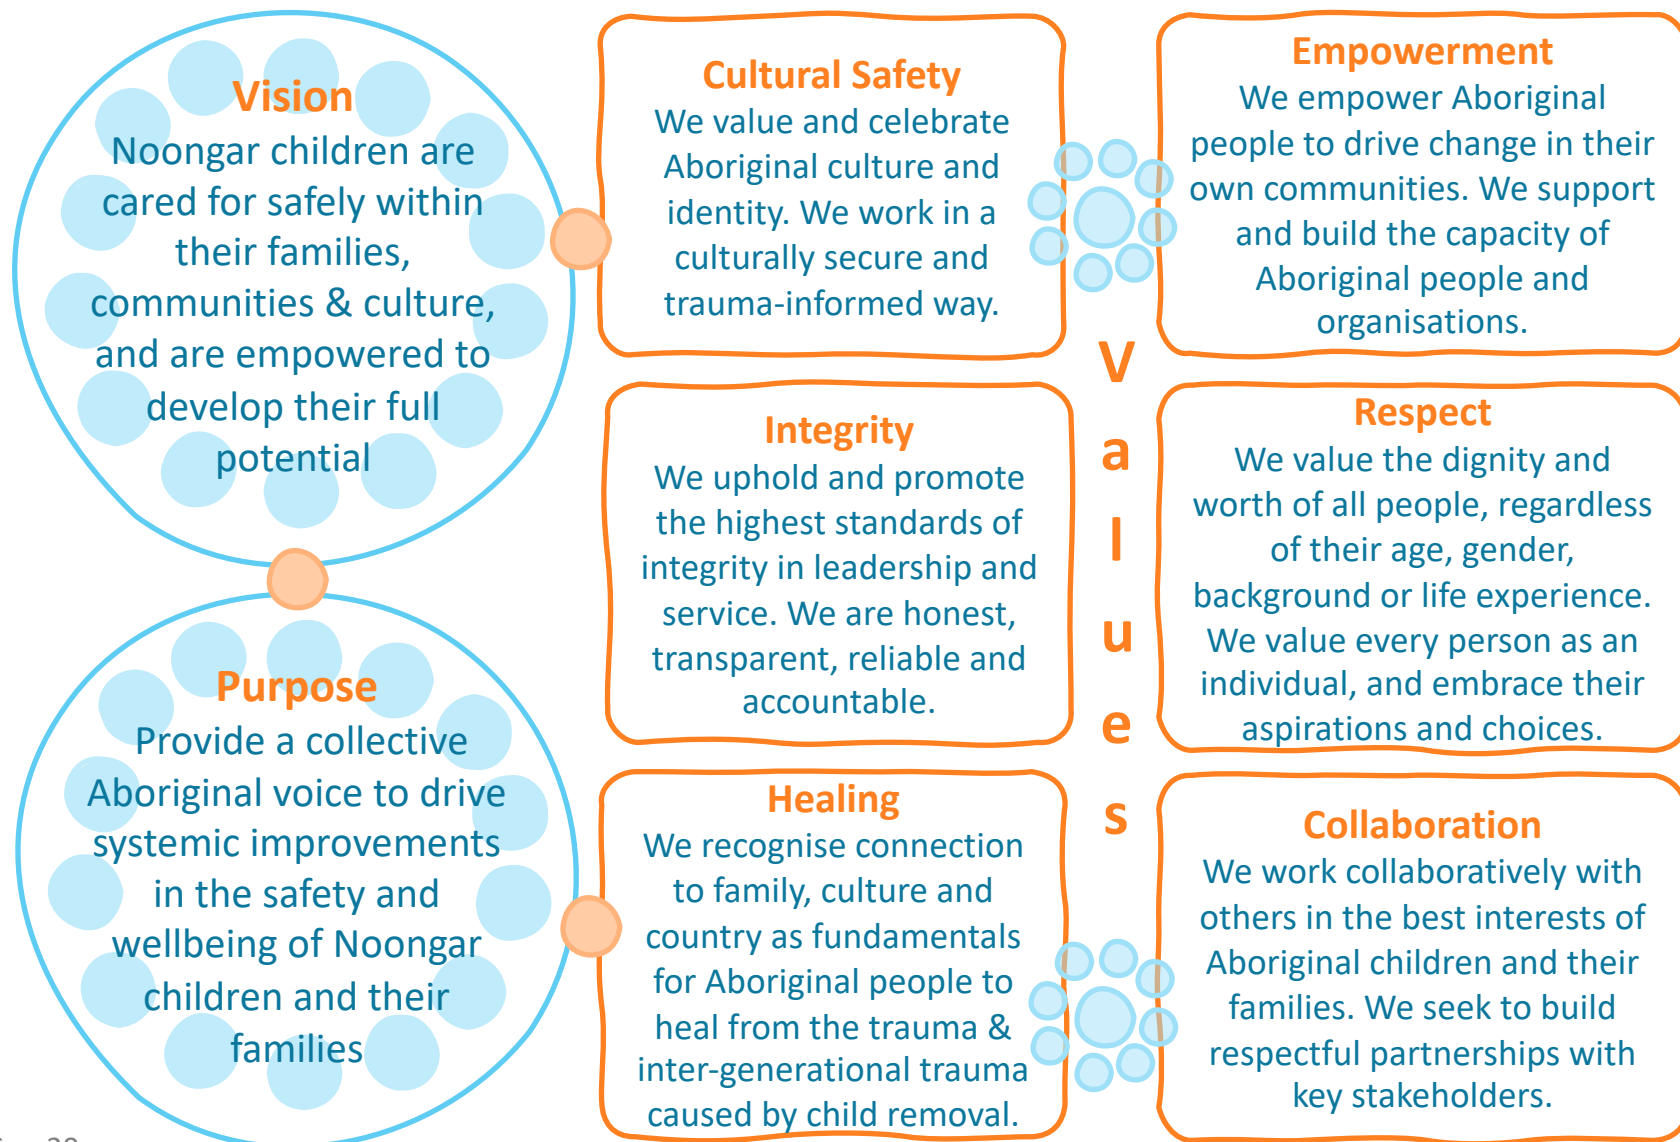 Vision
Noongar children are
cared for safely within
their families,
communities & culture,
and are empowered to
develop their full
potential
Purpose
Provide a collective
Aboriginal voice to drive
systemic improvements
in the safety and
wellbeing of Noongar
children and their
families
Cultural Safety
We value and celebrate
Aboriginal culture and
identity. We work in a
culturally secure and
trauma-informed way.
Integrity
We uphold and promote
the highest standards of
integrity in leadership and
service. We are honest,
transparent, reliable and
accountable.
Healing
We recognise connection
to family, culture and
country as fundamentals
for Aboriginal people to
heal from the trauma &
inter-generational trauma
caused by child removal.
V
a
l
u
e
s
Empowerment
We empower Aboriginal
people to drive change in their
own communities. We support
and build the capacity of
Aboriginal people and
organisations.
Respect
We value the dignity and
worth of all people, regardless
of their age, gender,
background or life experience.
We value every person as an
individual, and embrace their
aspirations and choices.
Collaboration
We work collaboratively with
others in the best interests of
Aboriginal children and their
families. We seek to build
respectful partnerships with
key stakeholders.